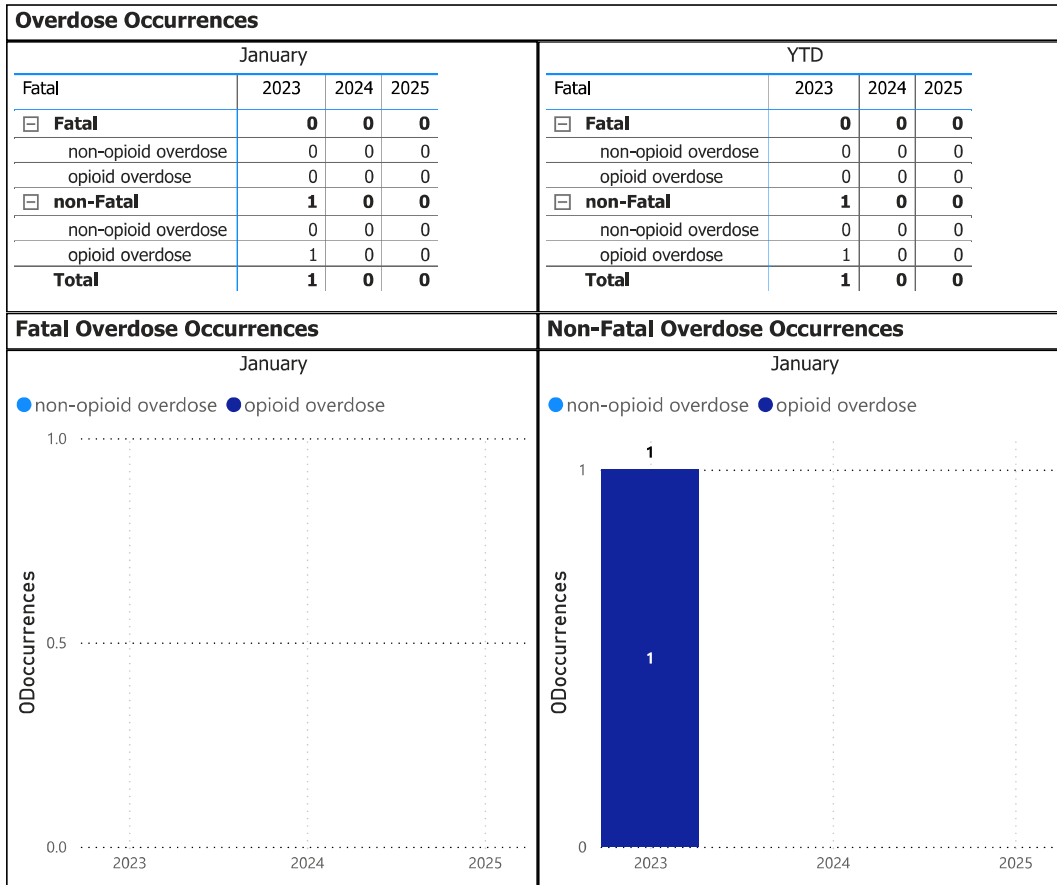 Overdose Occurrences
January
Fatal 2023 2024 2025
Fatal 0 0 0
non-opioid overdose 0 0 0
opioid overdose 0 0 0
non-Fatal 1 0 0
non-opioid overdose 0 0 0
opioid overdose 1 0 0
Total 1 0 0
YTD
Fatal 2023 2024 2025
Fatal 0 0 0
non-opioid overdose 0 0 0
opioid overdose 0 0 0
non-Fatal 1 0 0
non-opioid overdose 0 0 0
opioid overdose 1 0 0
Total 1 0 0
Fatal Overdose Occurrences
January
non-opioid overdose opioid overdose
1.0
0.5
0.0
ODoccurrences
2023 2024 2025
Non-Fatal Overdose Occurrences
January
non-opioid overdose opioid overdose
1
1
1
0
ODoccurrences
2023 2024 2025